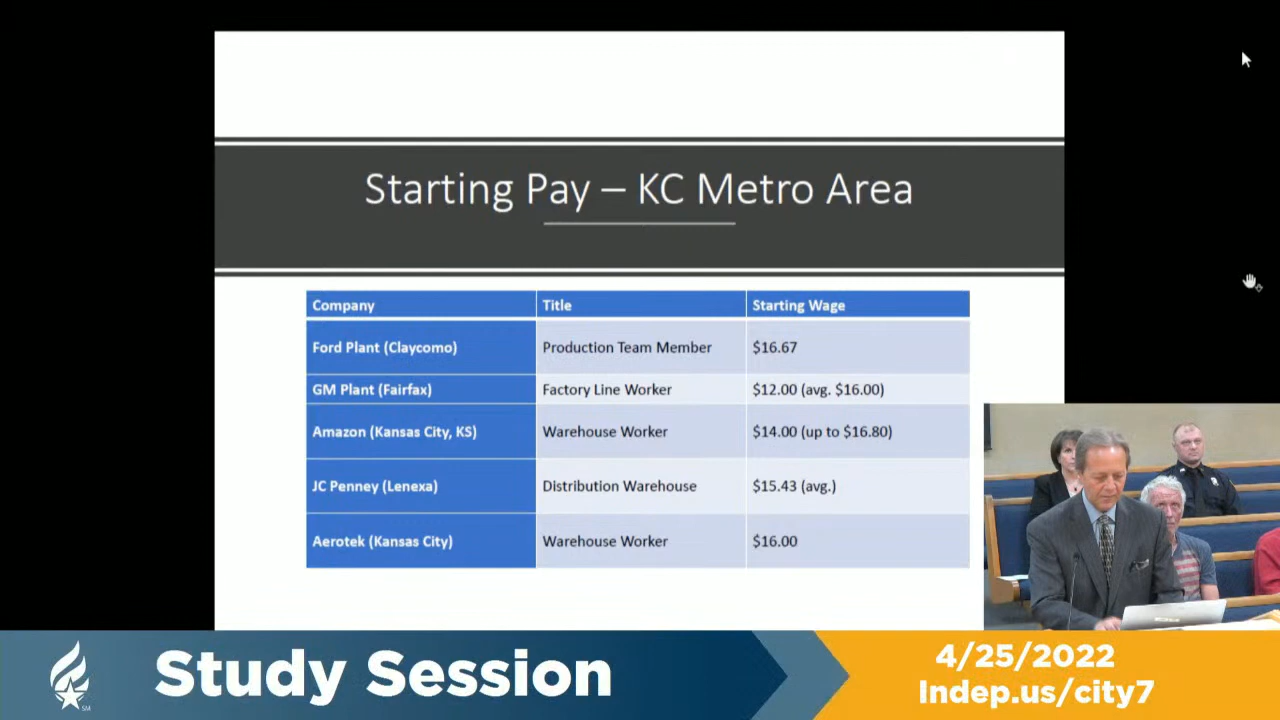 Starting Pay – KC Metro Area
Company Title Starting Wage
Ford Plant (Claycomo) Production Team Member $16.67
GM Plant (Fairfax) Factory Line Worker $12.00 (avg. $16.00)
Amazon (Kansas City, KS) Warehouse Worker $14.00 (up to $16.80)
JC Penney (Lenexa) Distribution Warehouse $15.43 (avg.)
Aerotek (Kansas City) Warehouse Worker $16.00
SM
Study Session
4/25/2022
Indep.us/city7